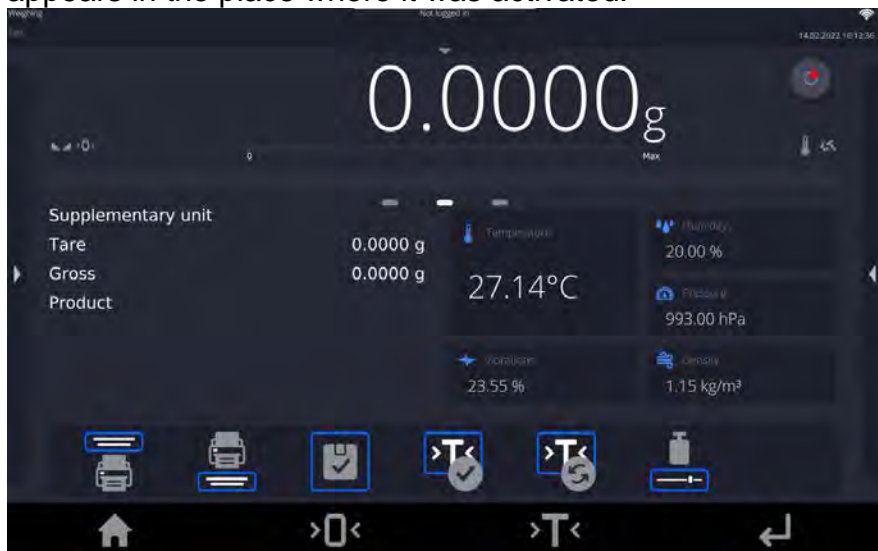 appears in the place where it was activated.
Weighing
Not logged in
14.02.2022 10:12:36
0.0000 g
0
Max
Supplementary unit
Tare 0.0000 g
Gross 0.0000 g
Product
Temperature
27.14°C
Humidity
20.00 %
Pressure
993.00 hPa
Vibrations
23.55 %
Density
1.15 kg/m³
>T<
>T<
>0<
>T<